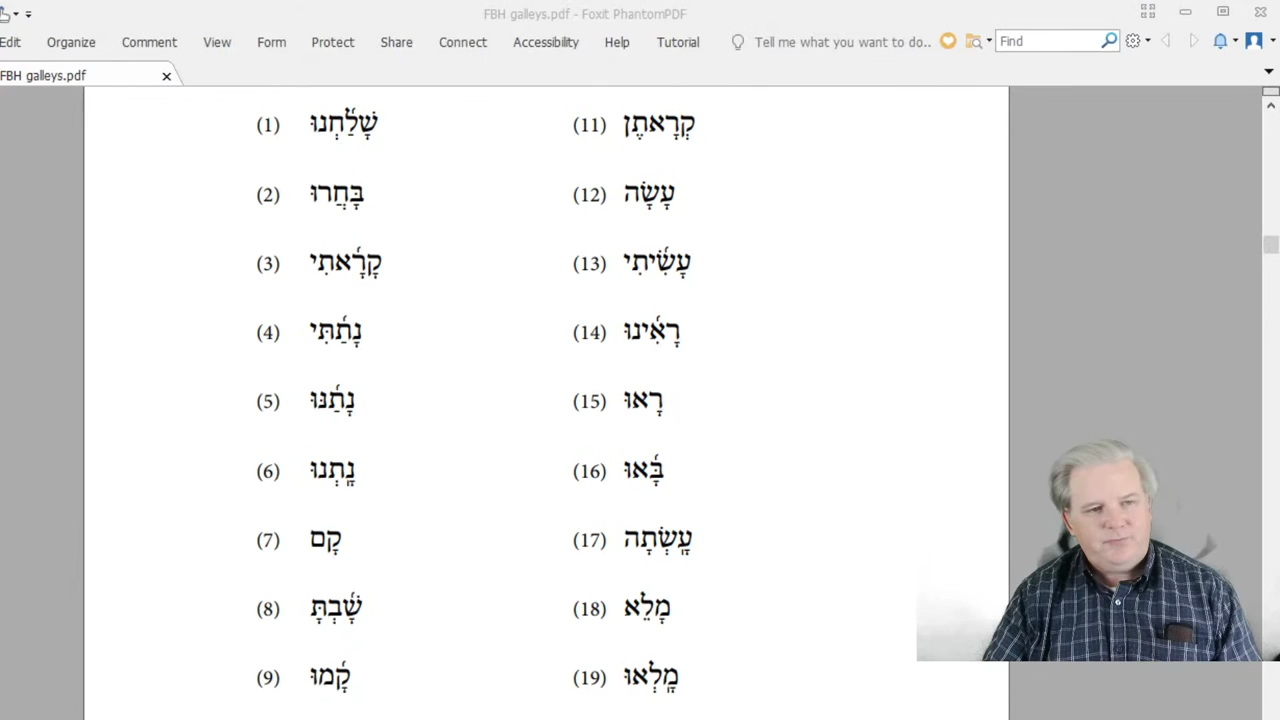 FBH galleys.pdf - Foxit PhantomPDF
Edit Organize Comment View Form Protect Share Connect Accessibility Help Tutorial Tell me what you want to do.. Find
FBH galleys.pdf
(1) שָׁלַ֫חְנוּ (11) קְרָאתֶן
(2) בָּחֲרוּ (12) עָשָׂה
(3) קָרָ֫אתִי (13) עָשִׂ֫יתִי
(4) נָתַ֫תִּי (14) רָאִ֫ינוּ
(5) נָתַ֫נּוּ (15) רָאוּ
(6) נָֽתְנוּ (16) בָּ֫אוּ
(7) קָם (17) עָֽשְׂתָה
(8) שָׁ֫בְתָּ (18) מָלֵא
(9) קָ֫מוּ (19) מָֽלְאוּ